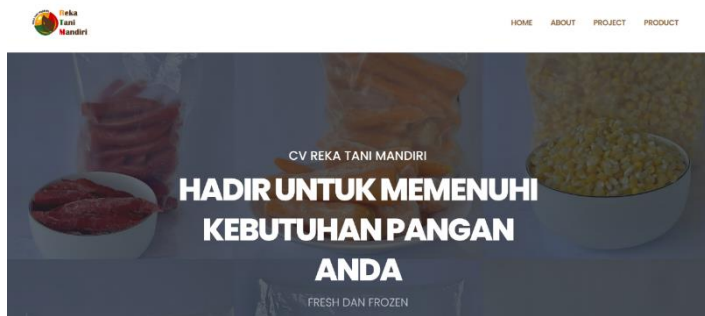 Reka
Tani
Mandiri
HOME ABOUT PROJECT PRODUCT
CV REKA TANI MANDIRI
HADIR UNTUK MEMENUHI
KEBUTUHAN PANGAN
ANDA
FRESH DAN FROZEN